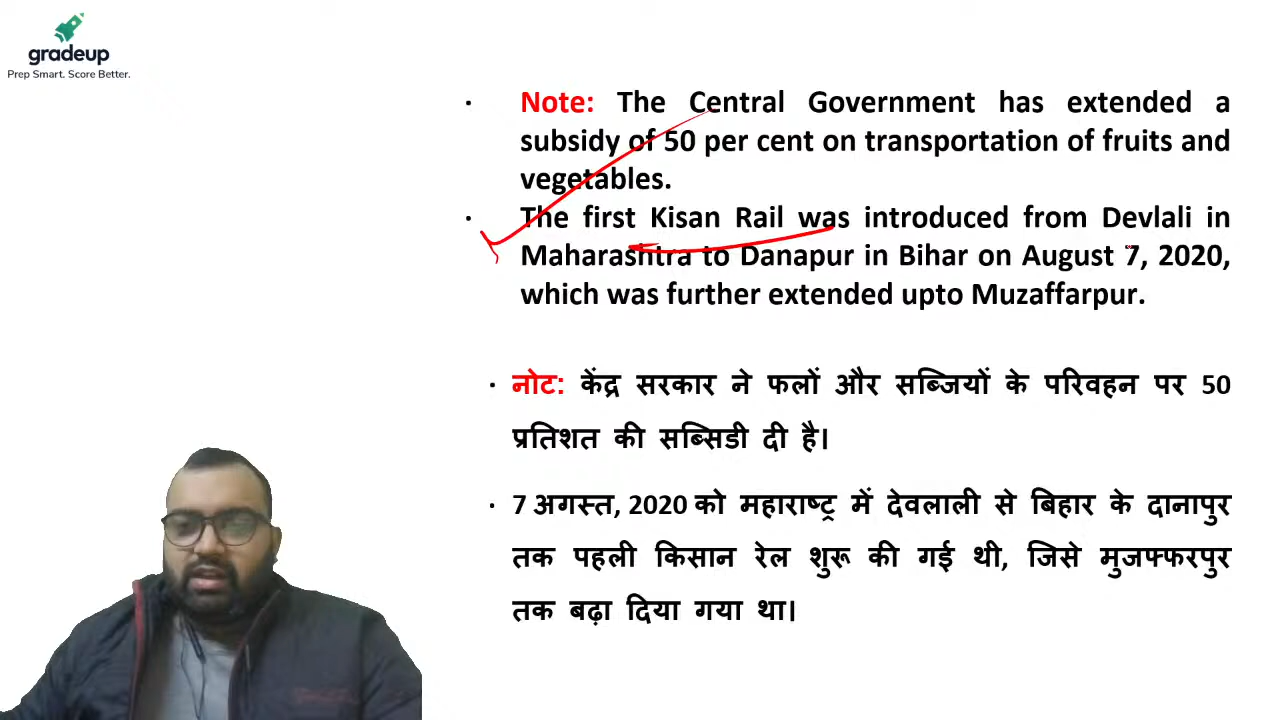 gradeup
Prep Smart. Score Better.
· Note: The Central Government has extended a
subsidy of 50 per cent on transportation of fruits and
vegetables.
· The first Kisan Rail was introduced from Devlali in
Maharashtra to Danapur in Bihar on August 7, 2020,
which was further extended upto Muzaffarpur.
· नोट: केंद्र सरकार ने फलों और सब्जियों के परिवहन पर 50
प्रतिशत की सब्सिडी दी है।
· 7 अगस्त, 2020 को महाराष्ट्र में देवलाली से बिहार के दानापुर
तक पहली किसान रेल शुरू की गई थी, जिसे मुजफ्फरपुर
तक बढ़ा दिया गया था।